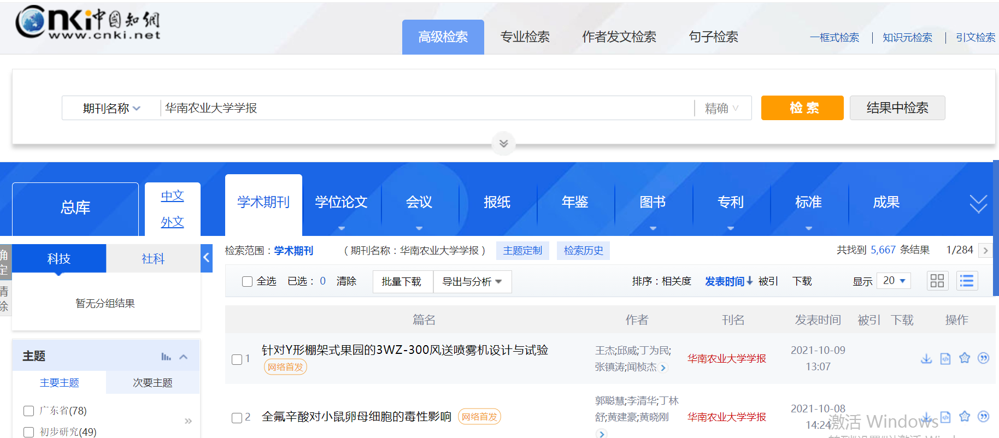 cnki中国知網
www.cnki.net
高级检索 专业检索 作者发文检索 句子检索 一框式检索 | 知识元检索 | 引文检索
期刊名称 华南农业大学学报 精确 检索 结果中检索
总库 中文 外文 学术期刊 学位论文 会议 报纸 年鉴 图书 专利 标准 成果
确定 清除
科技 社科
暂无分组结果
主题
主要主题 次要主题
广东省(78)
初步研究(49)
检索范围：学术期刊 （期刊名称：华南农业大学学报） 主题定制 检索历史 共找到 5,667 条结果 1/284
全选 已选：0 清除 批量下载 导出与分析 排序：相关度 发表时间↓ 被引 下载 显示 20
篇名 作者 刊名 发表时间 被引 下载 操作
1 针对Y形棚架式果园的3WZ-300风送喷雾机设计与试验 网络首发 王杰;邱威;丁为民;张镇涛;闻桢杰 华南农业大学学报 2021-10-09 13:07
2 全氟辛酸对小鼠卵母细胞的毒性影响 网络首发 郭聪慧;李清华;丁林舒;黄建豪;黄晓刚 华南农业大学学报 2021-10-08 14:24
激活 Windows